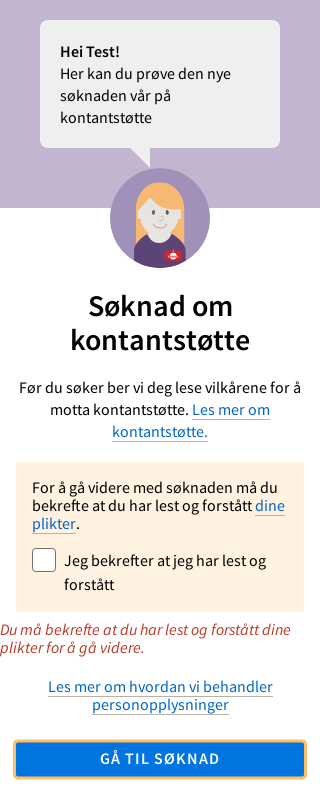 Hei Test!
Her kan du prøve den nye
søknaden vår på
kontantstøtte
Søknad om
kontantstøtte
Før du søker ber vi deg lese vilkårene for å
motta kontantstøtte. Les mer om
kontantstøtte.
For å gå videre med søknaden må du
bekrefte at du har lest og forstått dine
plikter.
Jeg bekrefter at jeg har lest og
forstått
Du må bekrefte at du har lest og forstått dine
plikter for å gå videre.
Les mer om hvordan vi behandler
personopplysninger
GÅ TIL SØKNAD